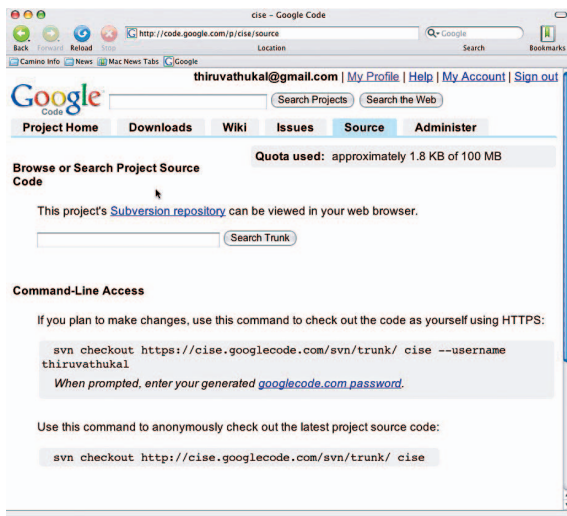 cise – Google Code
http://code.google.com/p/cise/source
Google
Back Forward Reload Stop Location Search Bookmarks
Camino Info News Mac News Tabs Google
thiruvathukal@gmail.com | My Profile | Help | My Account | Sign out
Google Code
Search Projects Search the Web
Project Home Downloads Wiki Issues Source Administer
Quota used: approximately 1.8 KB of 100 MB
Browse or Search Project Source
Code
This project's Subversion repository can be viewed in your web browser.
Search Trunk
Command-Line Access
If you plan to make changes, use this command to check out the code as yourself using HTTPS:
svn checkout https://cise.googlecode.com/svn/trunk/ cise --username
thiruvathukal
When prompted, enter your generated googlecode.com password.
Use this command to anonymously check out the latest project source code:
svn checkout http://cise.googlecode.com/svn/trunk/ cise